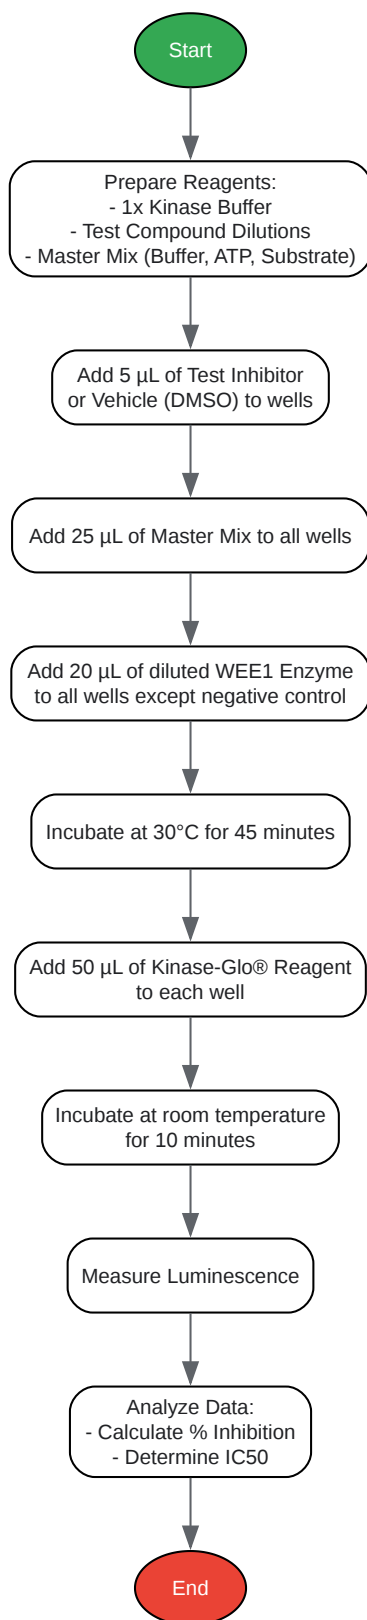 Start
Prepare Reagents:
- 1x Kinase Buffer
- Test Compound Dilutions
- Master Mix (Buffer, ATP, Substrate)
Add 5 µL of Test Inhibitor
or Vehicle (DMSO) to wells
Add 25 µL of Master Mix to all wells
Add 20 µL of diluted WEE1 Enzyme
to all wells except negative control
Incubate at 30°C for 45 minutes
Add 50 µL of Kinase-Glo® Reagent
to each well
Incubate at room temperature
for 10 minutes
Measure Luminescence
Analyze Data:
- Calculate % Inhibition
- Determine IC50
End